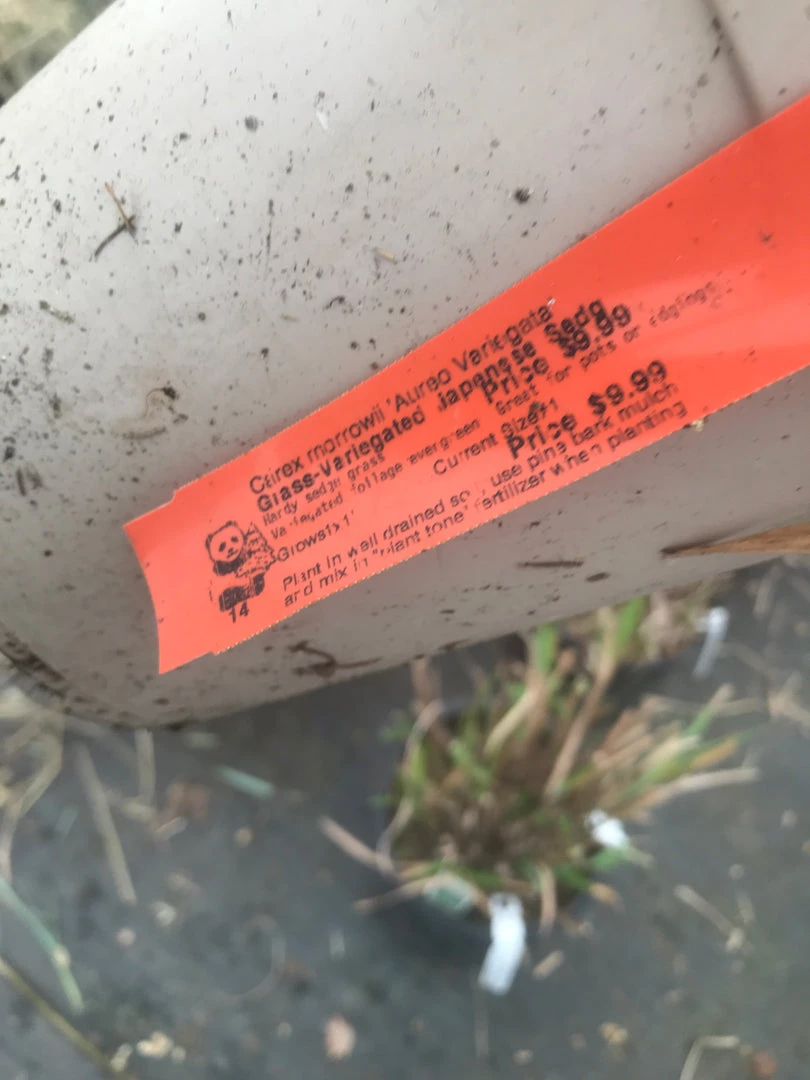 Carex morrowii 'Aureo Variegata'
Grass-Variegated Japanese Sedg
Price $9.99
Hardy sedge grass
Variegated foliage evergreen Great for pots or edgings
Current size
Grows1x1'
Price $9.99
Plant in well drained so use pine bark mulch
and mix in "plant tone" fertilizer when planting
14